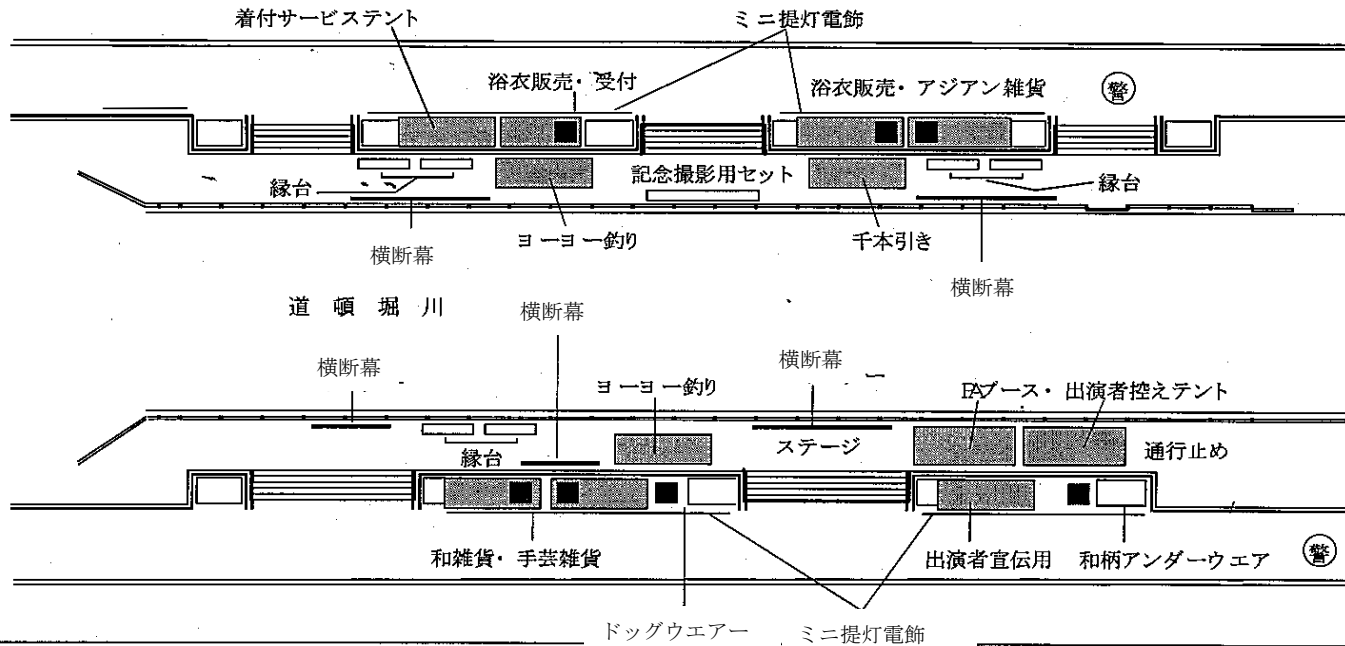 着付サービステント
ミニ提灯電飾
浴衣販売・受付
浴衣販売・アジアン雑貨
警
縁台
記念撮影用セット
縁台
横断幕
ヨーヨー釣り
千本引き
横断幕
道頓堀川
横断幕
横断幕
ヨーヨー釣り
横断幕
PAブース・出演者控えテント
縁台
ステージ
通行止め
和雑貨・手芸雑貨
出演者宣伝用
和柄アンダーウエア
警
ドッグウエアー
ミニ提灯電飾